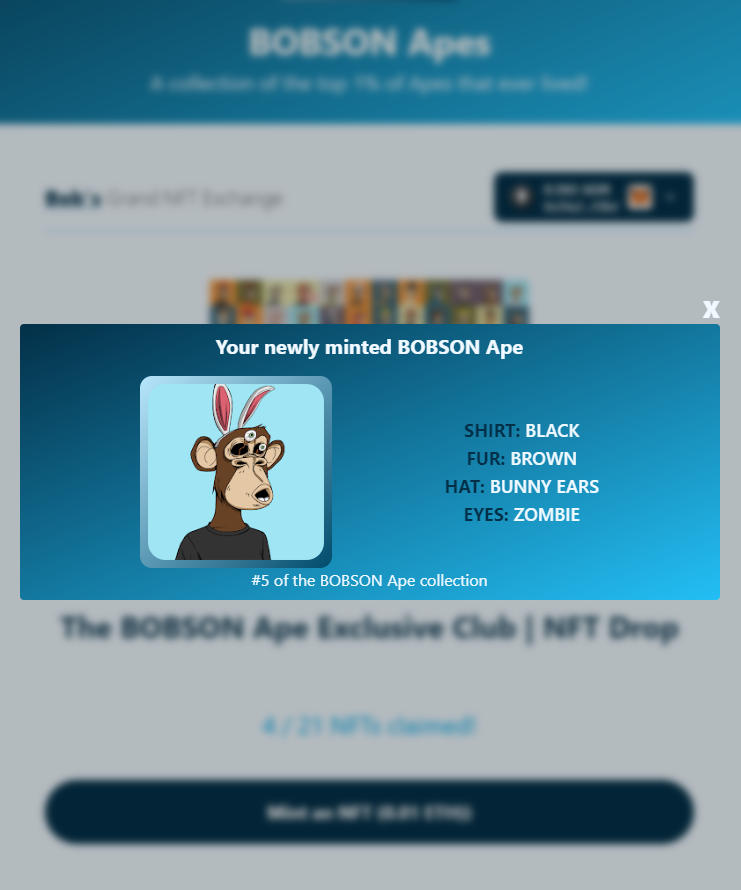 BOBSON Apes
A collection of the top 1% of Apes that ever lived!
Bob's Grand NFT Exchange
X
Your newly minted BOBSON Ape
SHIRT: BLACK
FUR: BROWN
HAT: BUNNY EARS
EYES: ZOMBIE
#5 of the BOBSON Ape collection
The BOBSON Ape Exclusive Club | NFT Drop
4 / 21 NFTs claimed!
Mint an NFT (0.01 ETH)